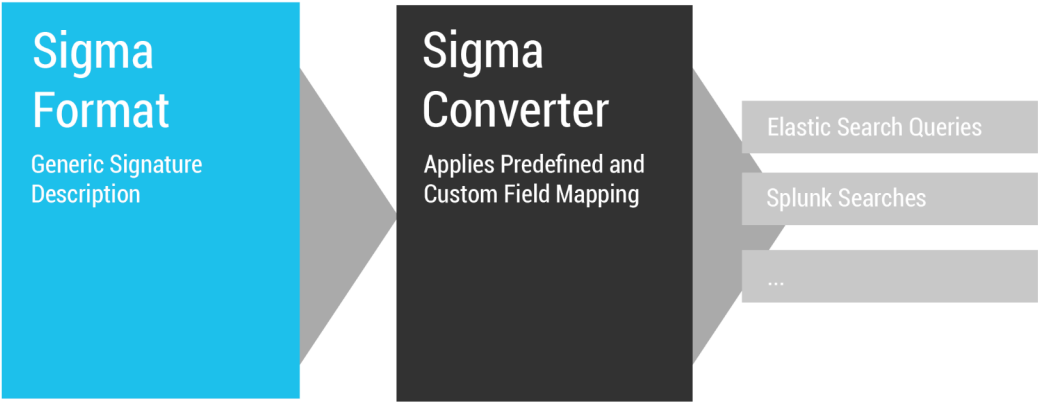 Sigma
Format
Generic Signature
Description
Sigma
Converter
Applies Predefined and
Custom Field Mapping
Elastic Search Queries
Splunk Searches
...